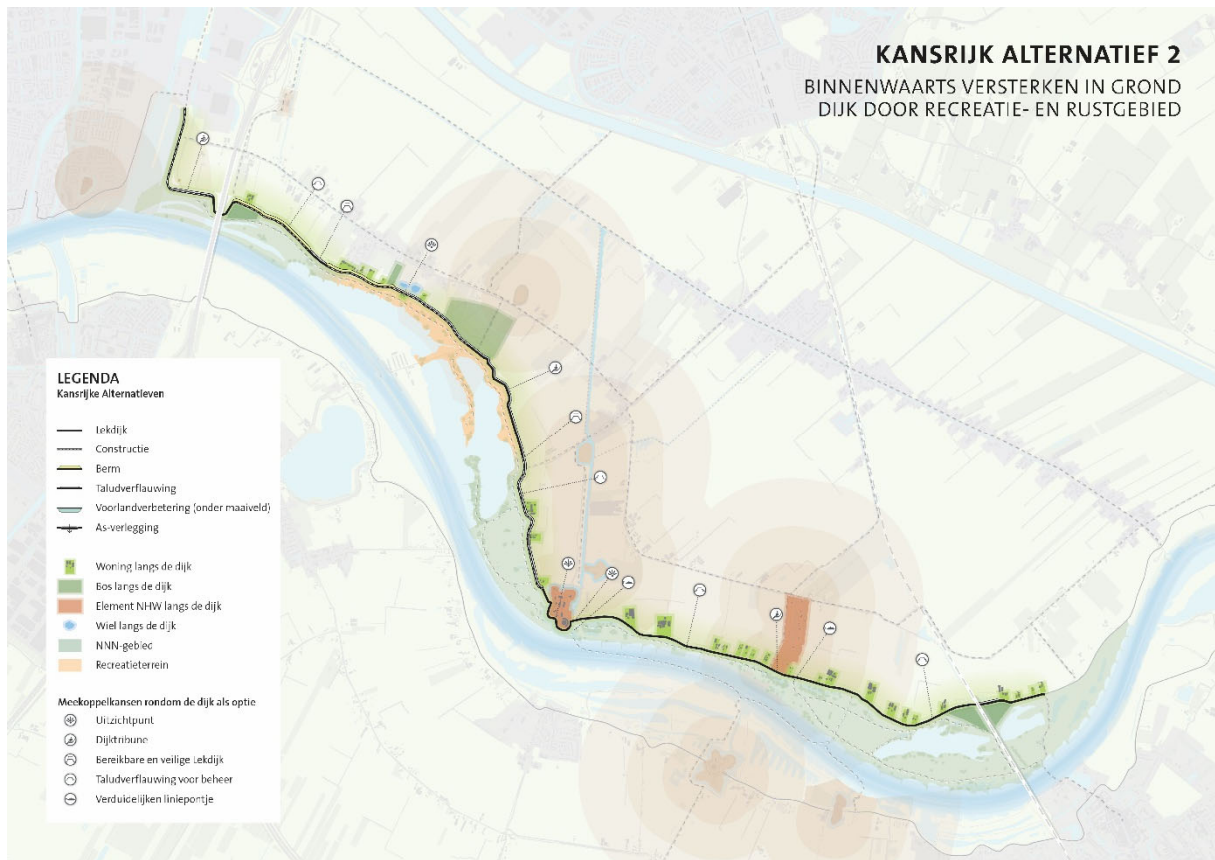 KANSRIJK ALTERNATIEF 2
BINNENWAARTS VERSTERKEN IN GROND
DIJK DOOR RECREATIE- EN RUSTGEBIED
LEGENDA
Kansrijke Alternatieven
Lekdijk
Constructie
Berm
Taludverflauwing
Voorlandverbetering (onder maaiveld)
As-verlegging
Woning langs de dijk
Bos langs de dijk
Element NHW langs de dijk
Wiel langs de dijk
NNN-gebied
Recreatieterrein
Meekoppelkansen rondom de dijk als optie
Uitzichtpunt
Dijktribune
Bereikbare en veilige Lekdijk
Taludverflauwing voor beheer
Verduidelijken liniepontje